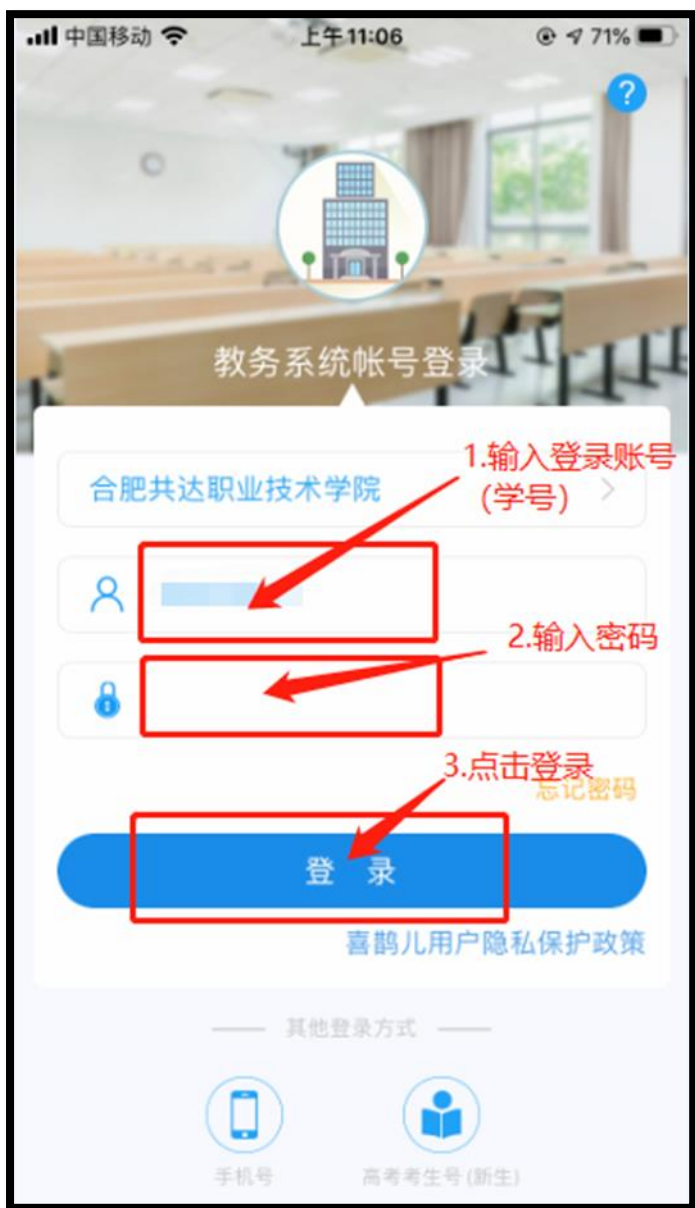 中国移动 上午11:06 71%
?
教务系统帐号登录
1.输入登录账号
合肥共达职业技术学院 (学号)
2.输入密码
3.点击登录
忘记密码
登 录
喜鹊儿用户隐私保护政策
其他登录方式
手机号 高考考生号(新生)